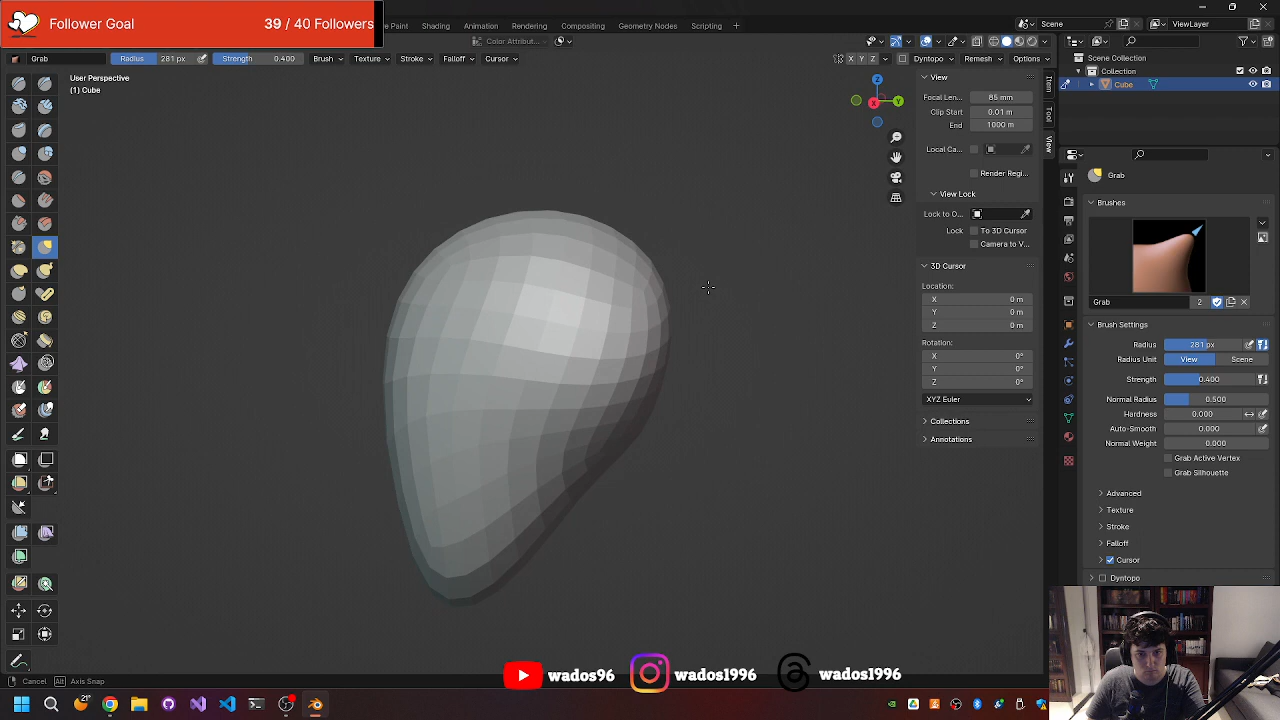 Follower Goal 39 / 40 Followers
Paint Shading Animation Rendering Compositing Geometry Nodes Scripting +
Scene ViewLayer
Color Attribut...
Grab Radius 281 px Strength 0.400 Brush Texture Stroke Falloff Cursor X Y Z Dyntopo Remesh Options
User Perspective
(1) Cube
Z
Y
X
View
Focal Len... 85 mm
Clip Start 0.01 m
End 1000 m
Local Ca...
Render Regi...
View Lock
Lock to O...
Lock To 3D Cursor
Camera to V...
3D Cursor
Location:
X 0 m
Y 0 m
Z 0 m
Rotation:
X 0°
Y 0°
Z 0°
XYZ Euler
Collections
Annotations
Item
Tool
View
Scene Collection
Collection
Cube
Grab
Brushes
Grab 2
Brush Settings
Radius 281 px
Radius Unit View Scene
Strength 0.400
Normal Radius 0.500
Hardness 0.000
Auto-Smooth 0.000
Normal Weight 0.000
Grab Active Vertex
Grab Silhouette
Advanced
Texture
Stroke
Falloff
Cursor
Dyntopo
Cancel Alt Axis Snap
wados96 wados1996 wados1996